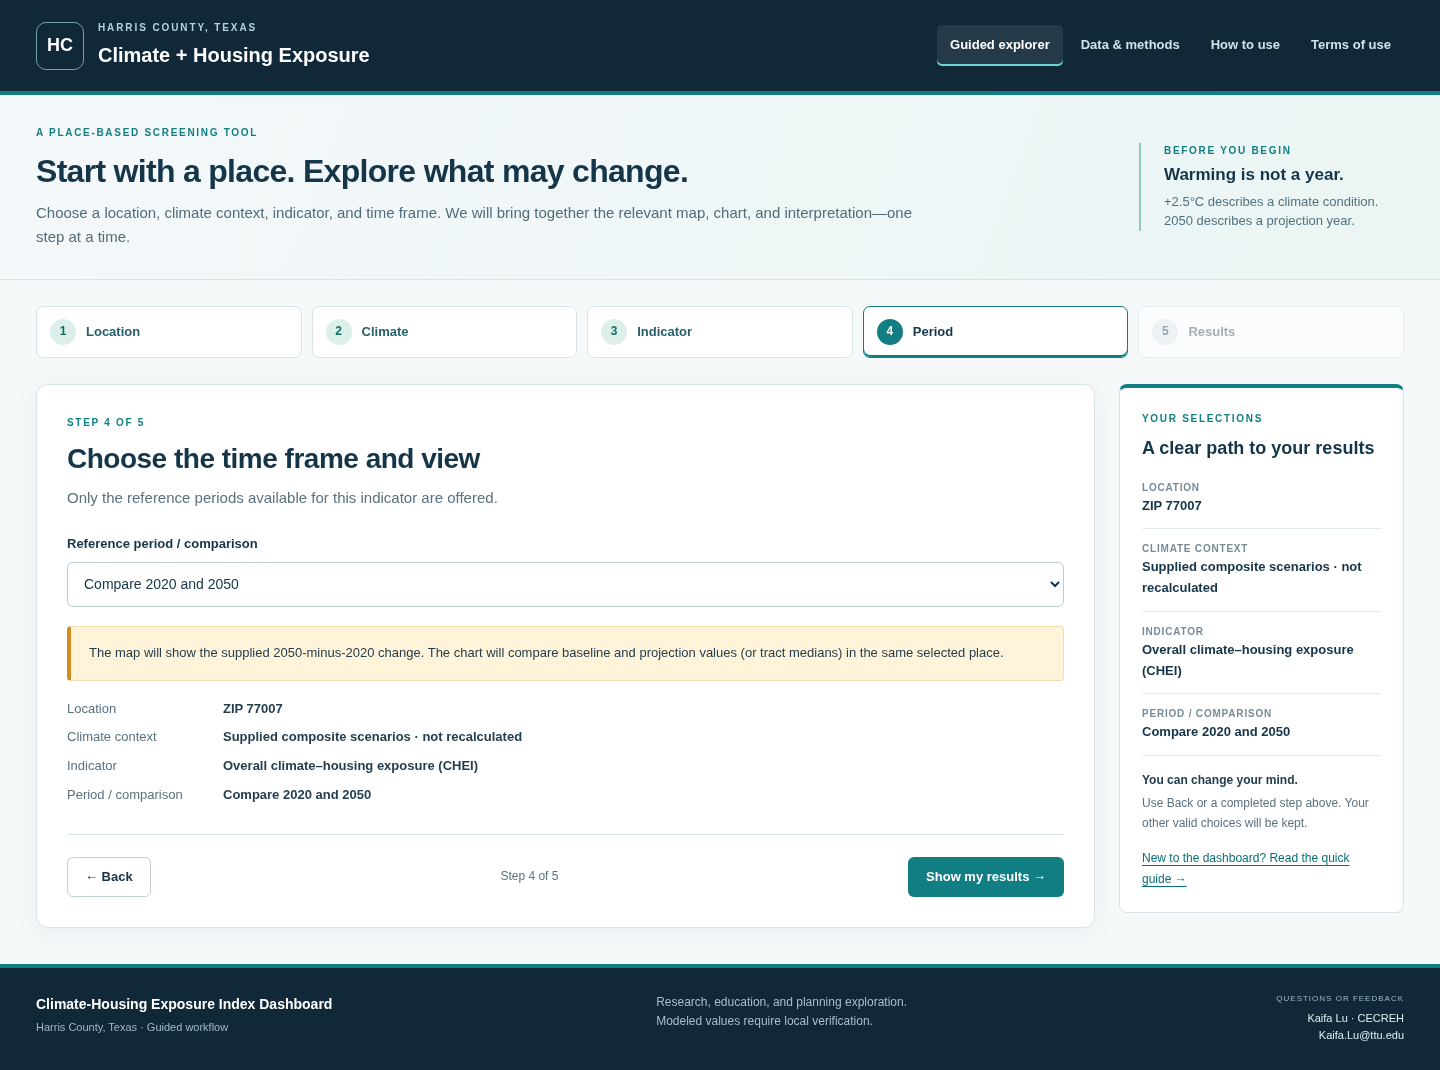 HC
HARRIS COUNTY, TEXAS
Climate + Housing Exposure
Guided explorer
Data & methods
How to use
Terms of use
A PLACE-BASED SCREENING TOOL
Start with a place. Explore what may change.
Choose a location, climate context, indicator, and time frame. We will bring together the relevant map, chart, and interpretation—one
step at a time.
BEFORE YOU BEGIN
Warming is not a year.
+2.5°C describes a climate condition.
2050 describes a projection year.
1 Location
2 Climate
3 Indicator
4 Period
5 Results
STEP 4 OF 5
Choose the time frame and view
Only the reference periods available for this indicator are offered.
Reference period / comparison
Compare 2020 and 2050
The map will show the supplied 2050-minus-2020 change. The chart will compare baseline and projection values (or tract medians) in the same selected place.
Location ZIP 77007
Climate context Supplied composite scenarios · not recalculated
Indicator Overall climate–housing exposure (CHEI)
Period / comparison Compare 2020 and 2050
← Back
Step 4 of 5
Show my results →
YOUR SELECTIONS
A clear path to your results
LOCATION
ZIP 77007
CLIMATE CONTEXT
Supplied composite scenarios · not
recalculated
INDICATOR
Overall climate–housing exposure
(CHEI)
PERIOD / COMPARISON
Compare 2020 and 2050
You can change your mind.
Use Back or a completed step above. Your
other valid choices will be kept.
New to the dashboard? Read the quick
guide →
Climate-Housing Exposure Index Dashboard
Harris County, Texas · Guided workflow
Research, education, and planning exploration.
Modeled values require local verification.
QUESTIONS OR FEEDBACK
Kaifa Lu · CECREH
Kaifa.Lu@ttu.edu